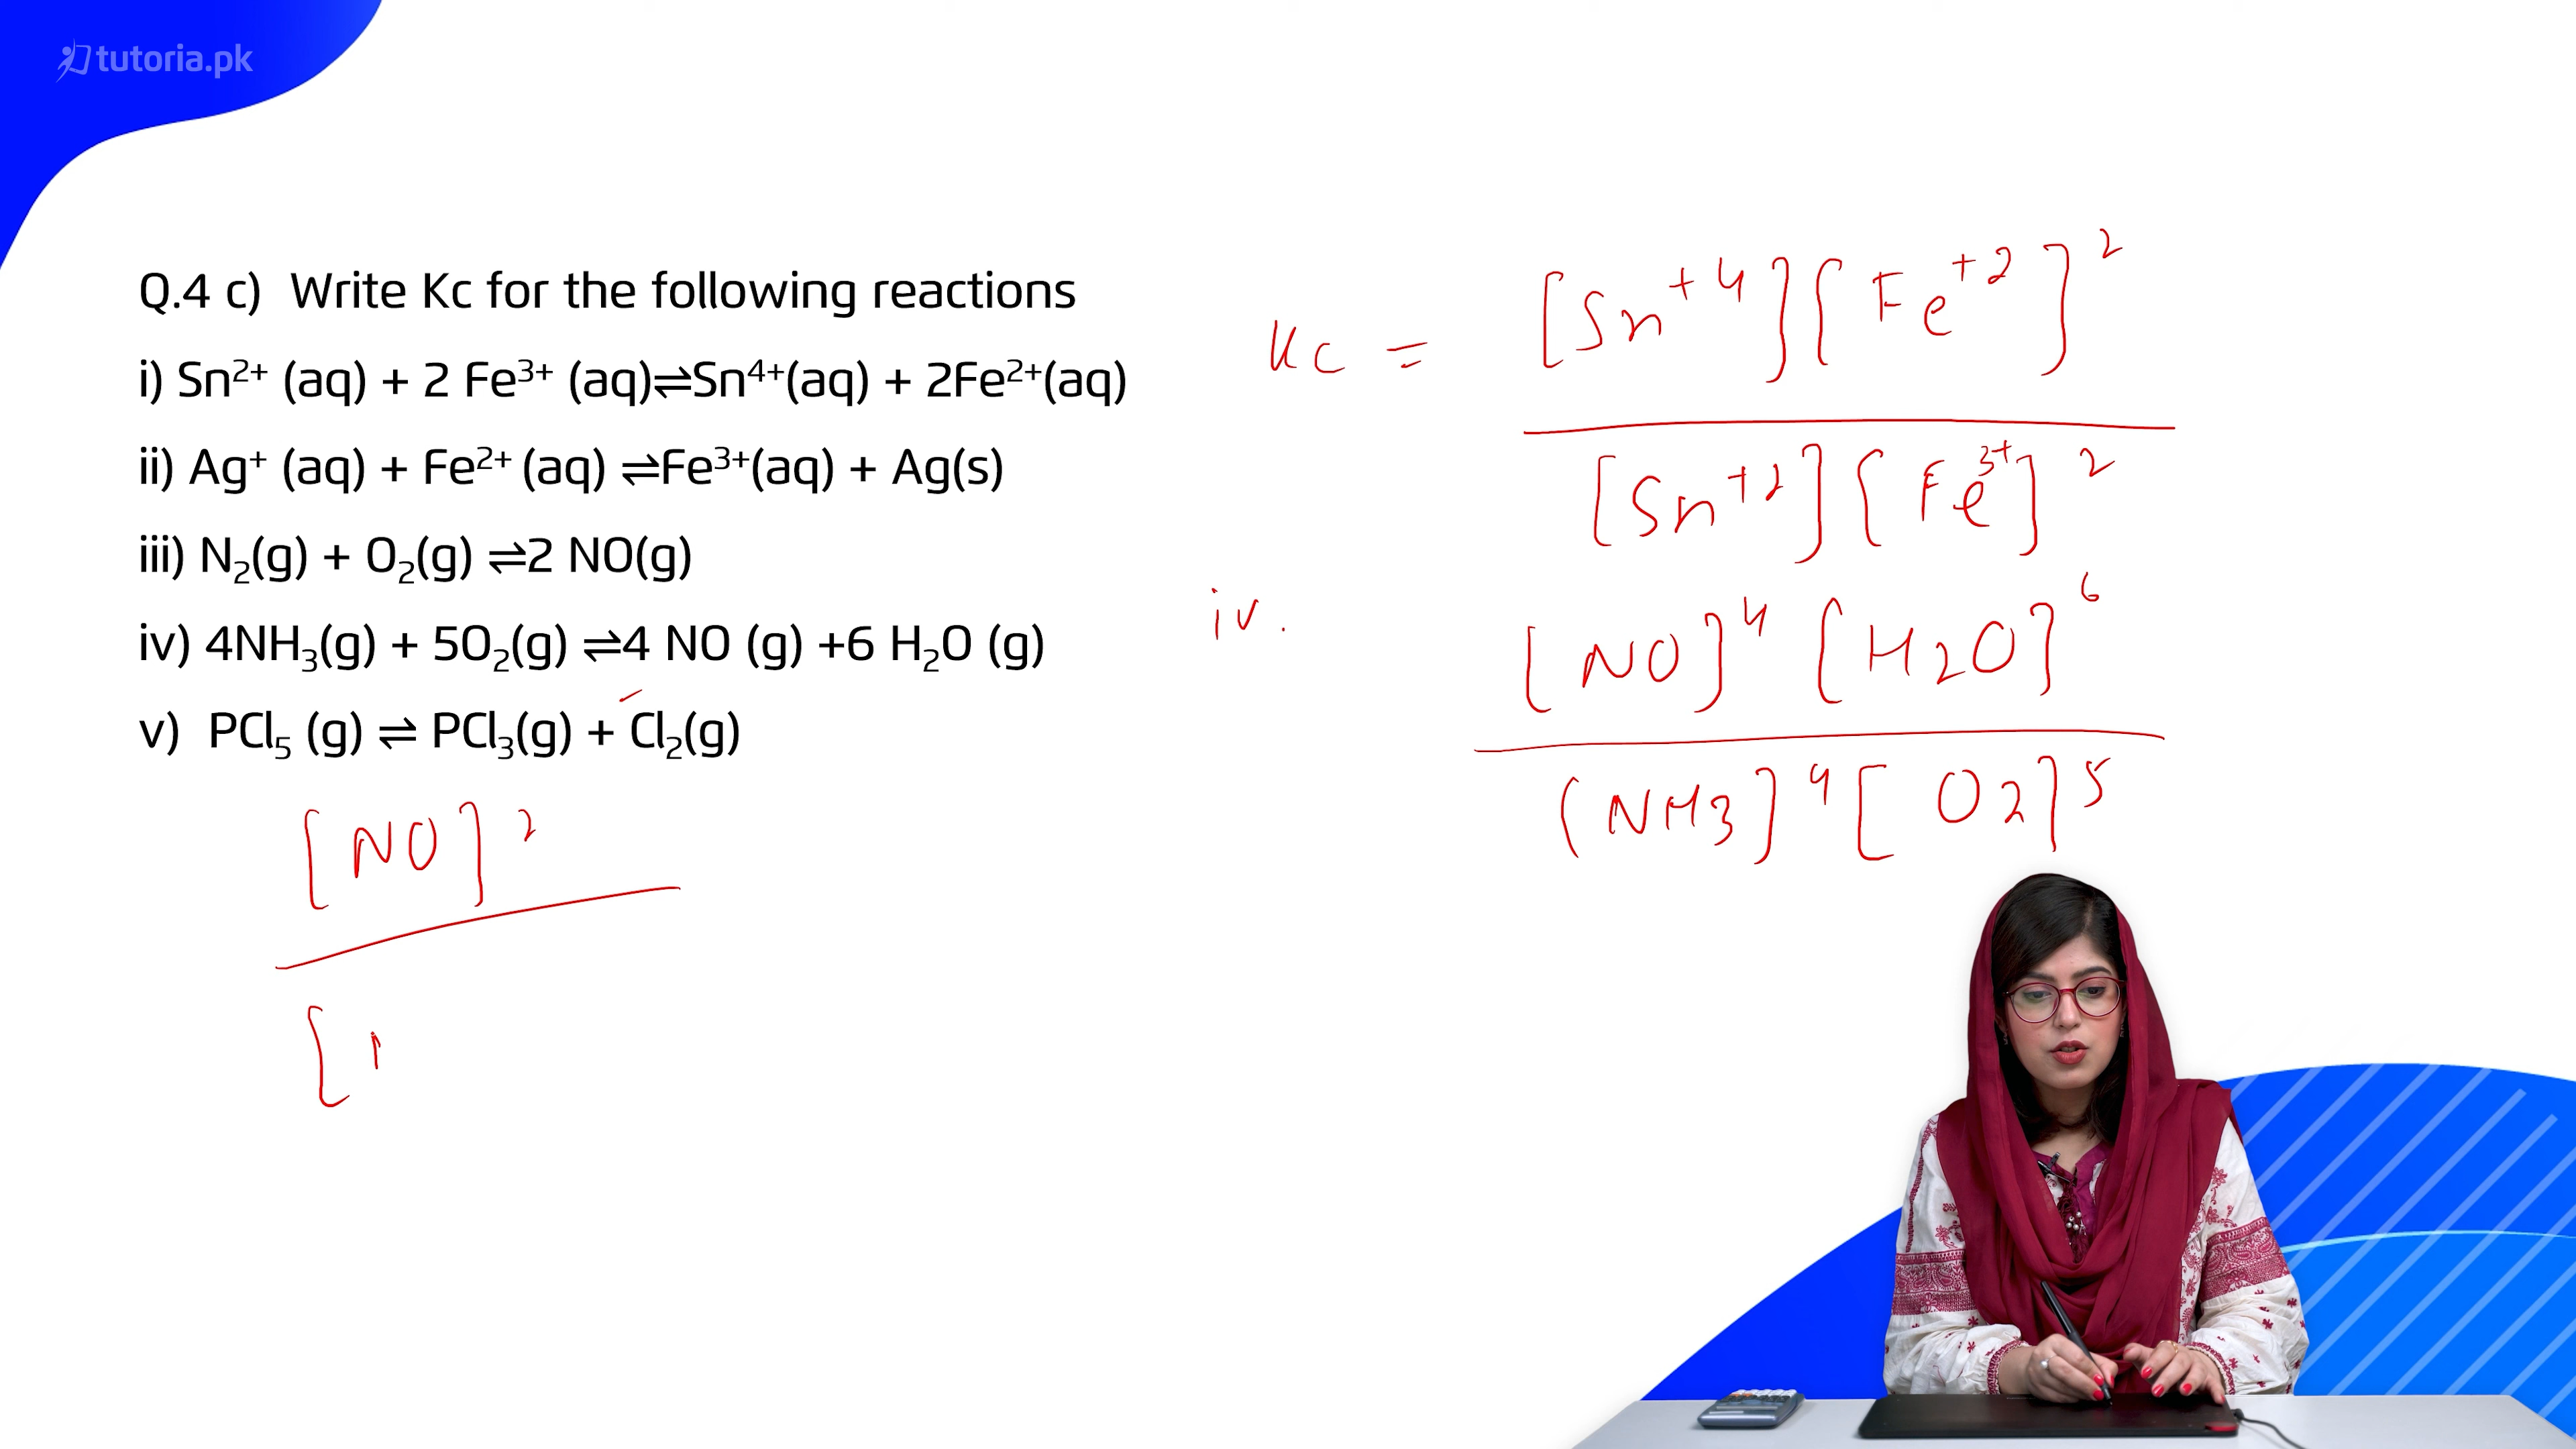 tutoria.pk
Q.4 c) Write Kc for the following reactions
i) Sn²⁺ (aq) + 2 Fe³⁺ (aq)⇌Sn⁴⁺(aq) + 2Fe²⁺(aq)
ii) Ag⁺ (aq) + Fe²⁺ (aq) ⇌Fe³⁺(aq) + Ag(s)
iii) N₂(g) + O₂(g) ⇌2 NO(g)
iv) 4NH₃(g) + 5O₂(g) ⇌4 NO (g) +6 H₂O (g)
v) PCl₅ (g) ⇌ PCl₃(g) + Cl₂(g)
[NO]²
[
Kc =
[Sn⁺⁴][Fe⁺²]²
[Sn⁺²][Fe³⁺]²
iv.
[NO]⁴ [H2O]⁶
(NH3]⁴ [O2]⁵